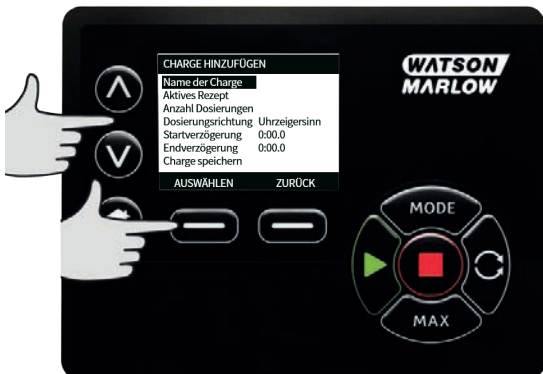 CHARGE HINZUFÜGEN
Name der Charge
Aktives Rezept
Anzahl Dosierungen
Dosierungsrichtung Uhrzeigersinn
Startverzögerung 0:00.0
Endverzögerung 0:00.0
Charge speichern
AUSWÄHLEN ZURÜCK
WATSON
MARLOW
MODE
MAX